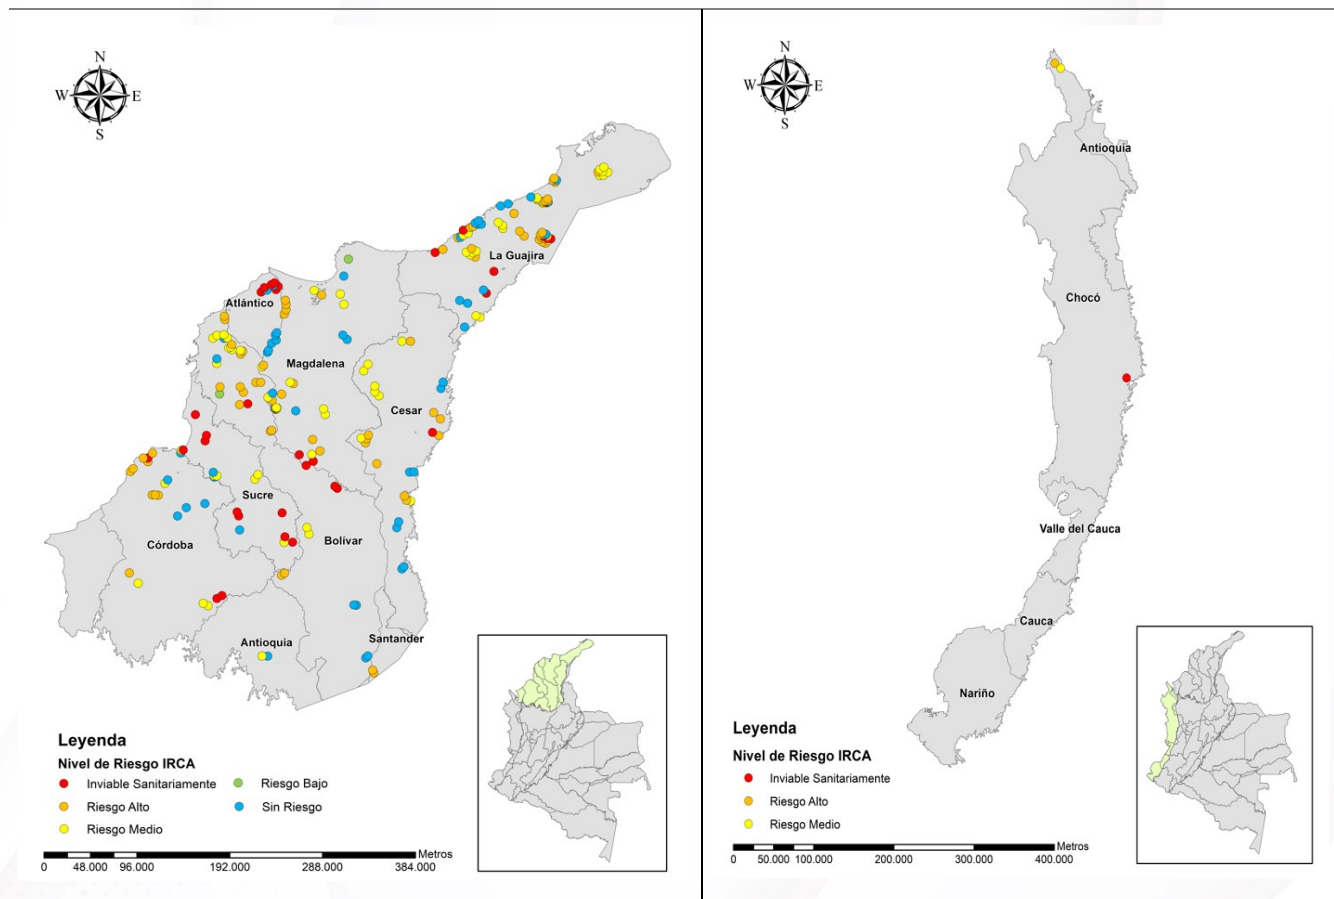 N
W E
S
La Guajira
Atlántico
Magdalena
Cesar
Sucre
Bolívar
Córdoba
Antioquia
Santander
Leyenda
Nivel de Riesgo IRCA
Inviable Sanitariamente
Riesgo Alto
Riesgo Medio
Riesgo Bajo
Sin Riesgo
Metros
0 48.000 96.000 192.000 288.000 384.000
N
W E
S
Antioquia
Chocó
Valle del Cauca
Cauca
Nariño
Leyenda
Nivel de Riesgo IRCA
Inviable Sanitariamente
Riesgo Alto
Riesgo Medio
Metros
0 50.000 100.000 200.000 300.000 400.000